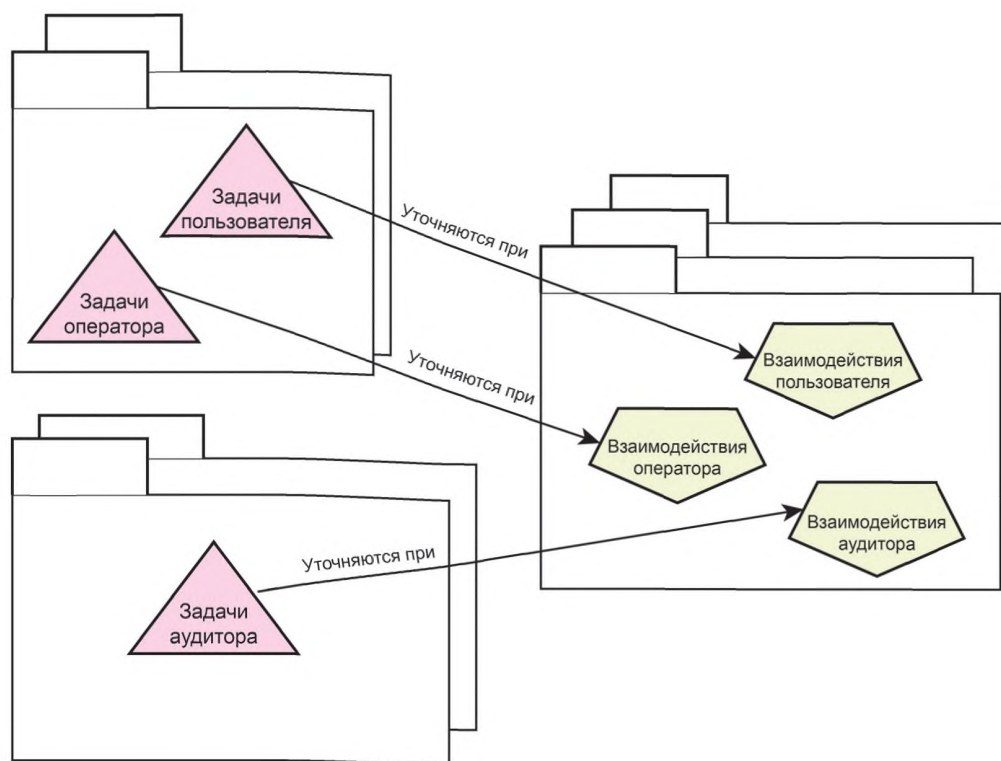 Задачи
пользователя
Уточняются при
Задачи
оператора
Уточняются при
Взаимодействия
пользователя
Взаимодействия
оператора
Взаимодействия
аудитора
Уточняются при
Задачи
аудитора